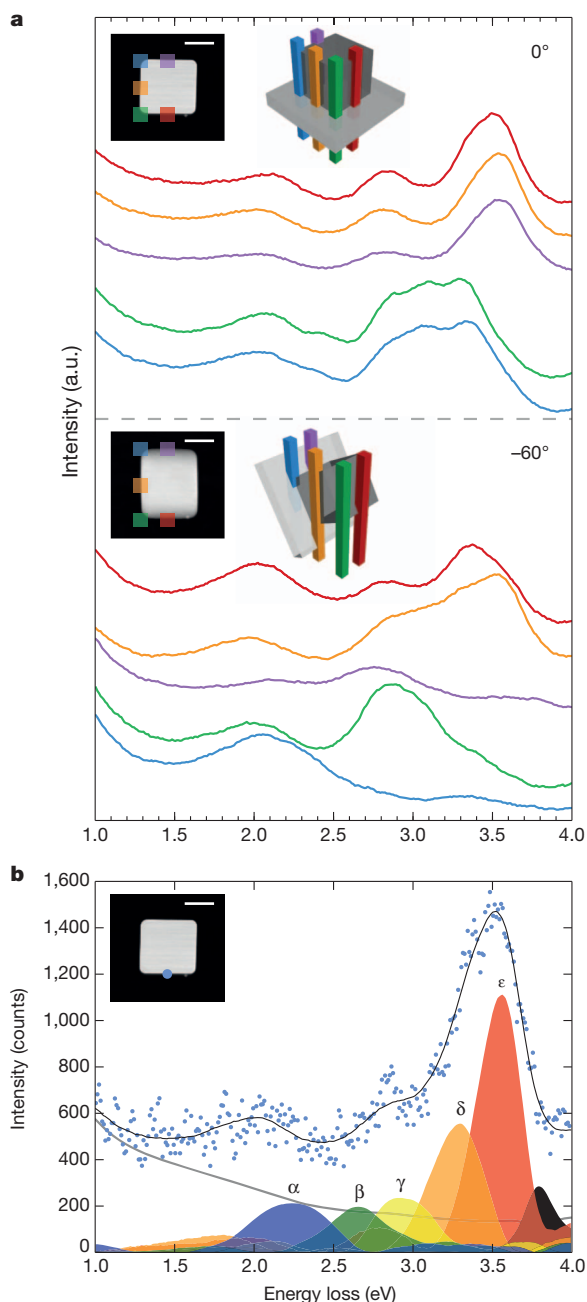 a
0°
–60°
Intensity (a.u.)
1.0 1.5 2.0 2.5 3.0 3.5 4.0
b
1,600
1,400
1,200
1,000
800
600
400
200
0
Intensity (counts)
α
β
γ
δ
ε
1.0 1.5 2.0 2.5 3.0 3.5 4.0
Energy loss (eV)